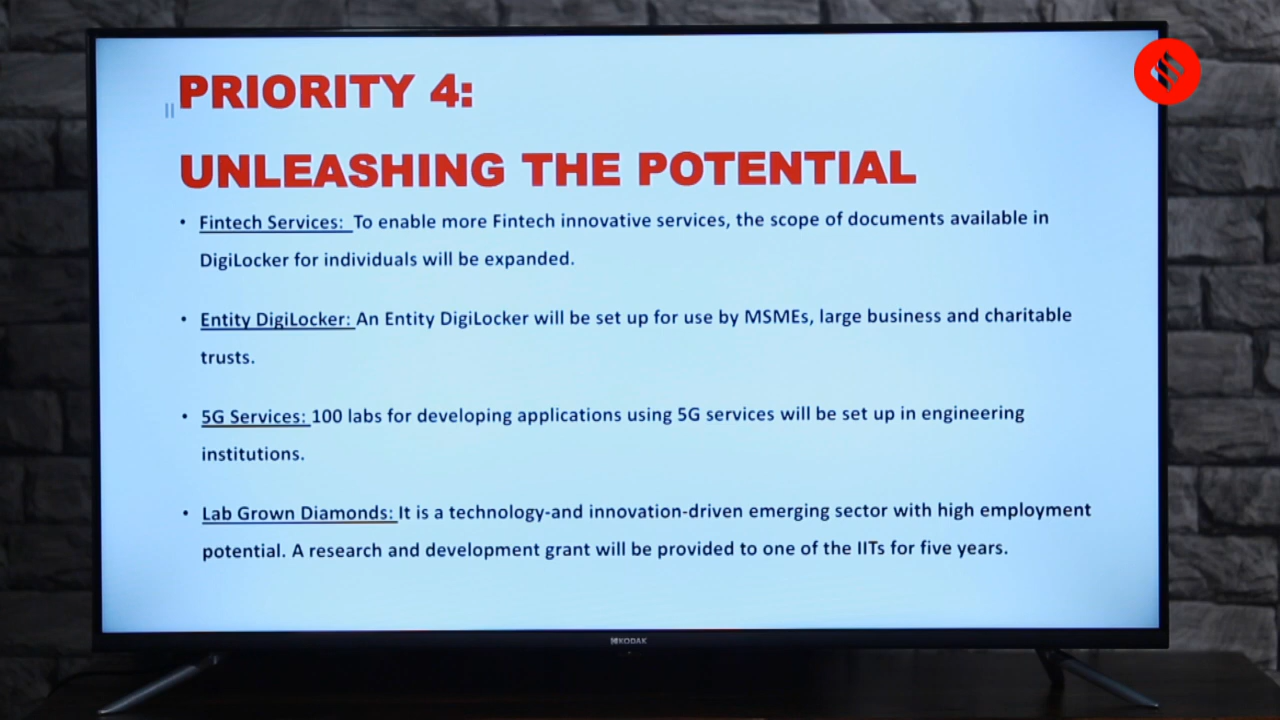 PRIORITY 4:
UNLEASHING THE POTENTIAL
• Fintech Services: To enable more Fintech innovative services, the scope of documents available in
DigiLocker for individuals will be expanded.
• Entity DigiLocker: An Entity DigiLocker will be set up for use by MSMEs, large business and charitable
trusts.
• 5G Services: 100 labs for developing applications using 5G services will be set up in engineering
institutions.
• Lab Grown Diamonds: It is a technology-and innovation-driven emerging sector with high employment
potential. A research and development grant will be provided to one of the IITs for five years.
KODAK